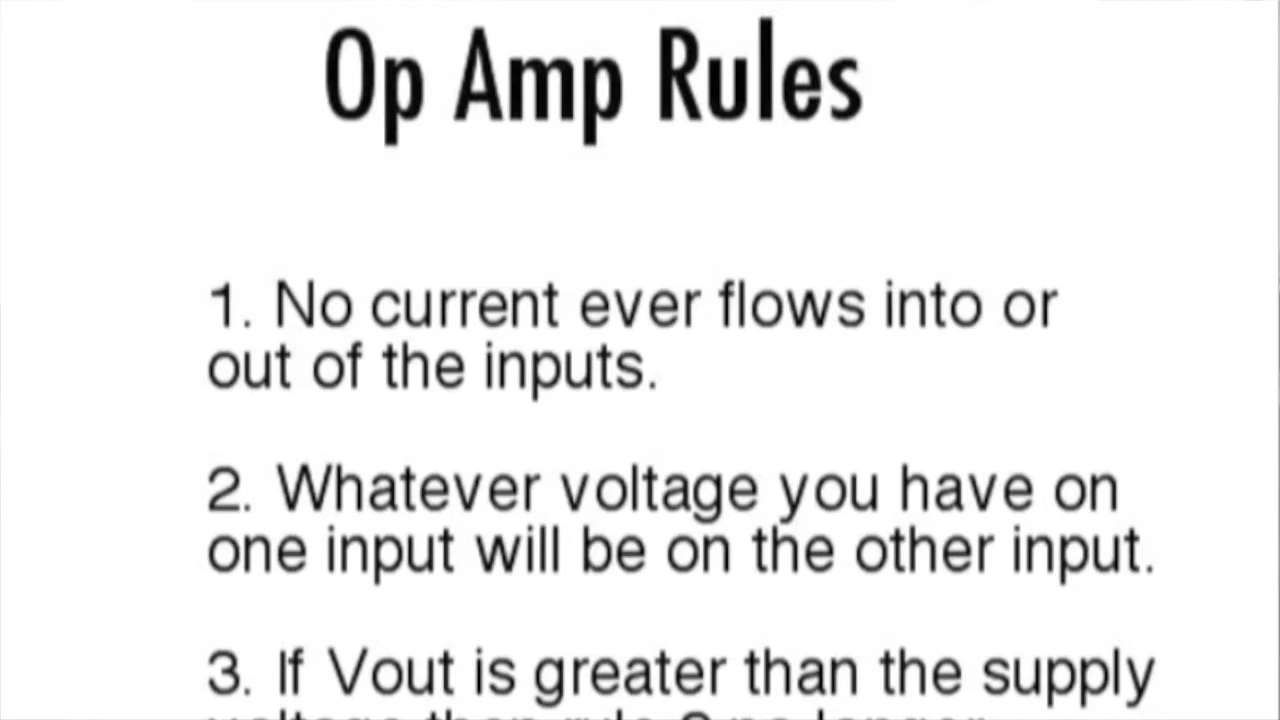 Op Amp Rules
1. No current ever flows into or
out of the inputs.
2. Whatever voltage you have on
one input will be on the other input.
3. If Vout is greater than the supply